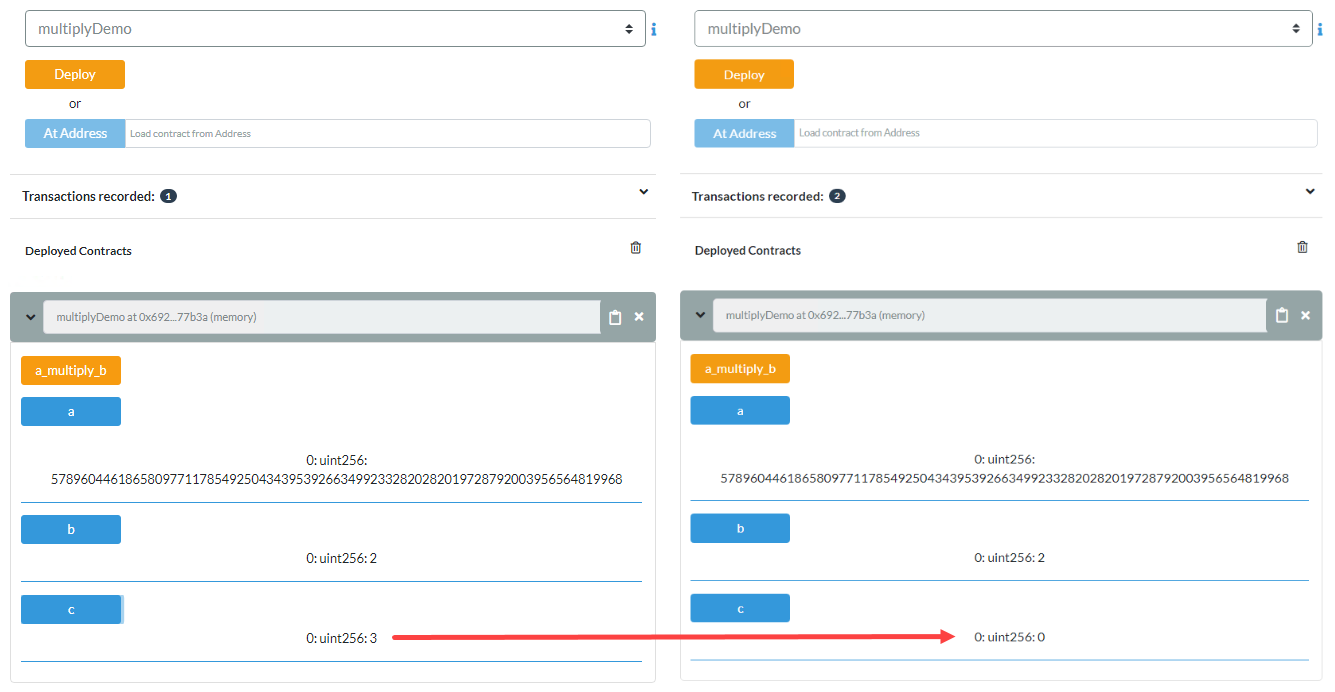 multiplyDemo
Deploy
or
At Address Load contract from Address
Transactions recorded: 1
Deployed Contracts
multiplyDemo at 0x692...77b3a (memory)
a_multiply_b
a
0: uint256:
57896044618658097711785492504343953926634992332820282019728792003956564819968
b
0: uint256: 2
c
0: uint256: 3
multiplyDemo
Deploy
or
At Address Load contract from Address
Transactions recorded: 2
Deployed Contracts
multiplyDemo at 0x692...77b3a (memory)
a_multiply_b
a
0: uint256:
57896044618658097711785492504343953926634992332820282019728792003956564819968
b
0: uint256: 2
c
0: uint256: 0